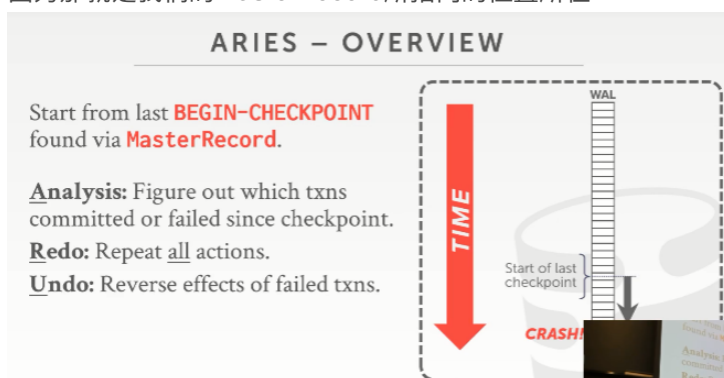 ARIES – OVERVIEW
Start from last BEGIN-CHECKPOINT
found via MasterRecord.
Analysis: Figure out which txns
committed or failed since checkpoint.
Redo: Repeat all actions.
Undo: Reverse effects of failed txns.
WAL
TIME
Start of last
checkpoint
CRASH!